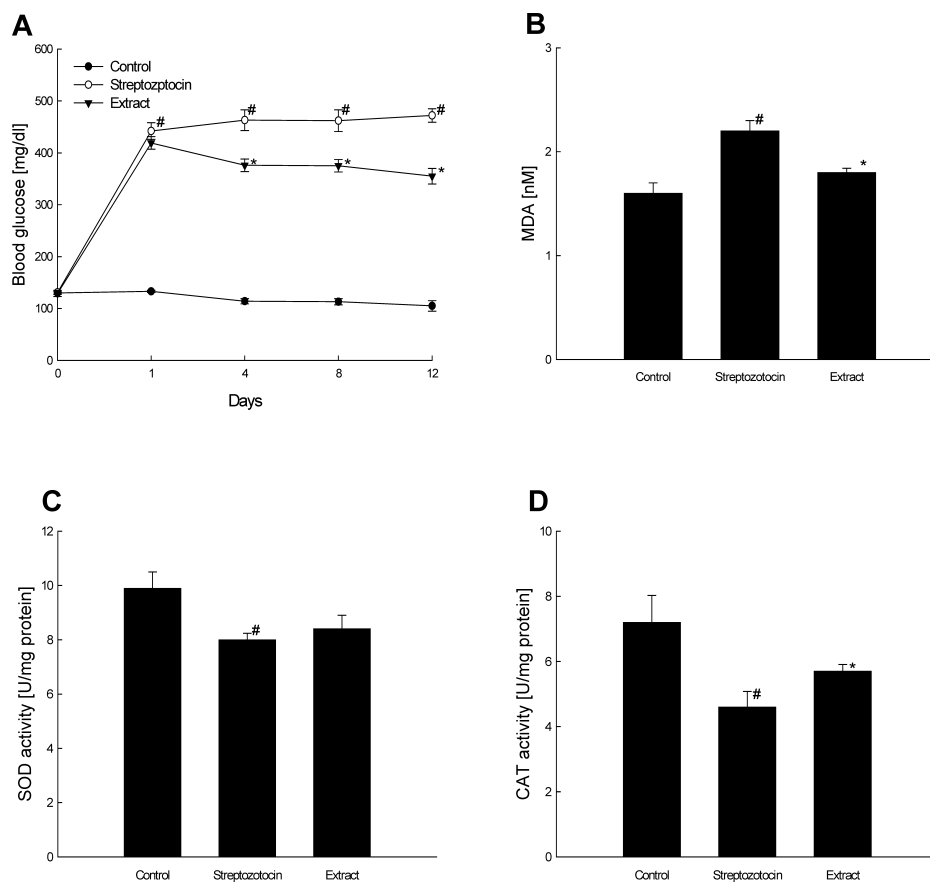 A
600
500
400
300
200
100
0
Blood glucose [mg/dl]
Control
Streptozptocin
Extract
#
#
#
#
*
*
*
0 1 4 8 12
Days
B
3
2
1
0
MDA [nM]
#
*
Control Streptozotocin Extract
C
12
10
8
6
4
2
0
SOD activity [U/mg protein]
#
Control Streptozotocin Extract
D
10
8
6
4
2
0
CAT activity [U/mg protein]
#
*
Control Streptozotocin Extract